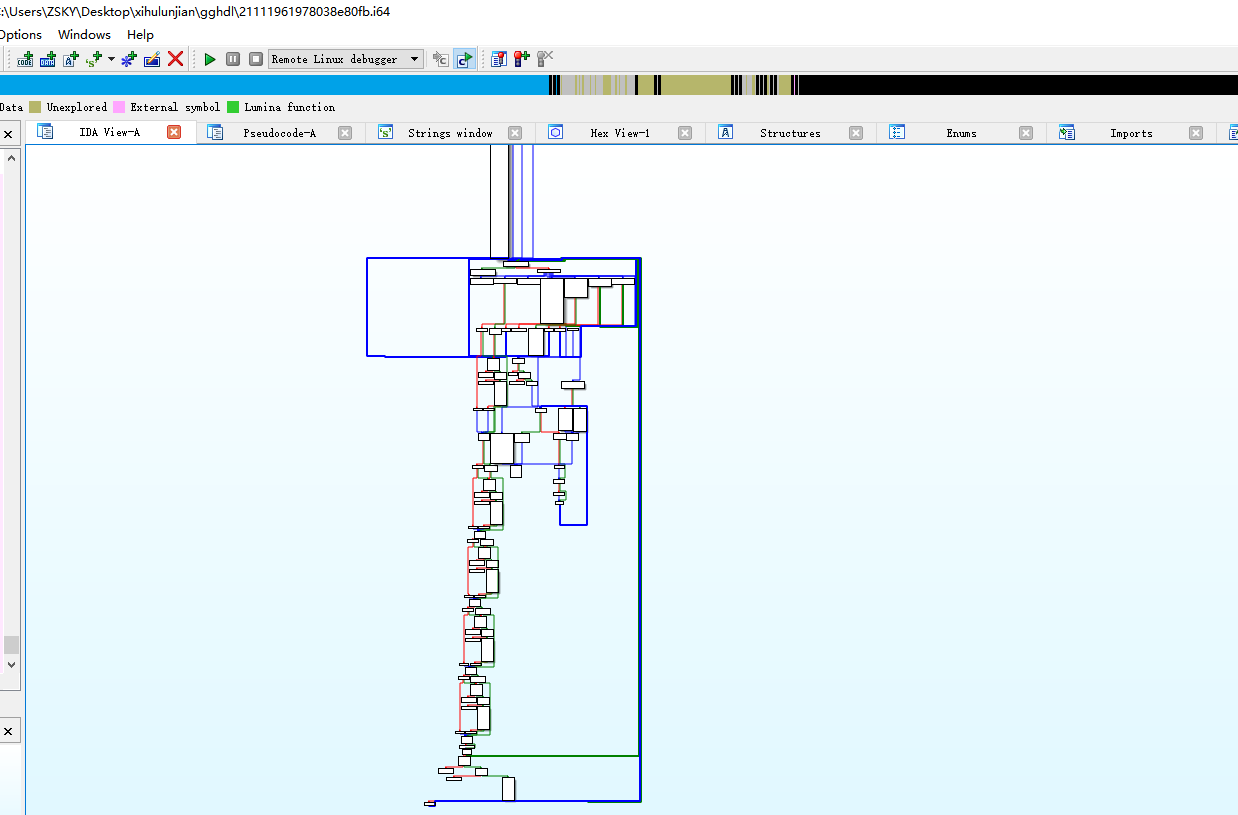 :\Users\ZSKY\Desktop\xihulunjian\gghdl\21111961978038e80fb.i64
Options Windows Help
Remote Linux debugger
Data Unexplored External symbol Lumina function
IDA View-A Pseudocode-A Strings window Hex View-1 Structures Enums Imports